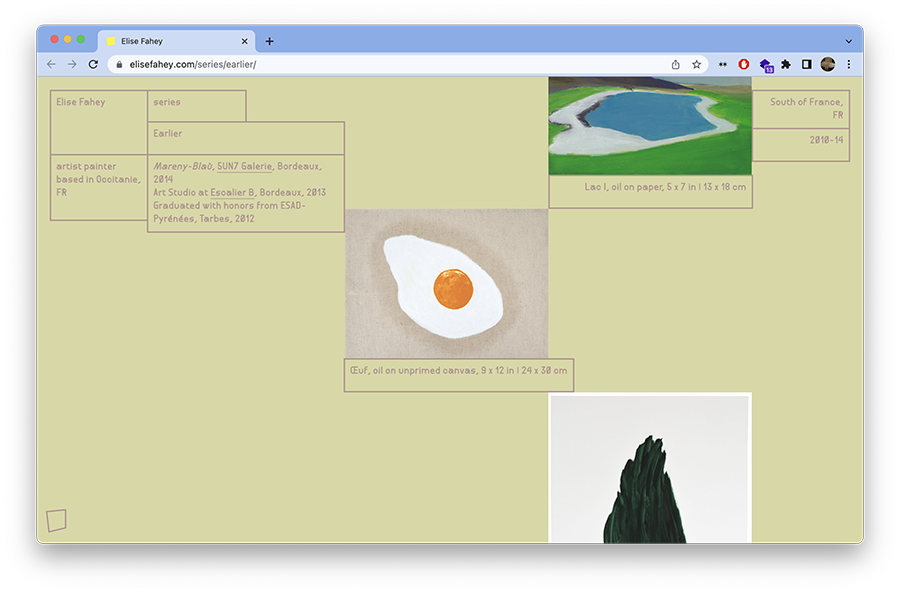 Elise Fahey
elisefahey.com/series/earlier/
13
Elise Fahey
series
Earlier
artist painter
based in Occitanie,
FR
Mareny-Blaù, 5UN7 Galerie, Bordeaux,
2014
Art Studio at Escalier B, Bordeaux, 2013
Graduated with honors from ESAD-
Pyrénées, Tarbes, 2012
South of France,
FR
2010-14
Lac I, oil on paper, 5 x 7 in | 13 x 18 cm
Œuf, oil on unprimed canvas, 9 x 12 in | 24 x 30 cm